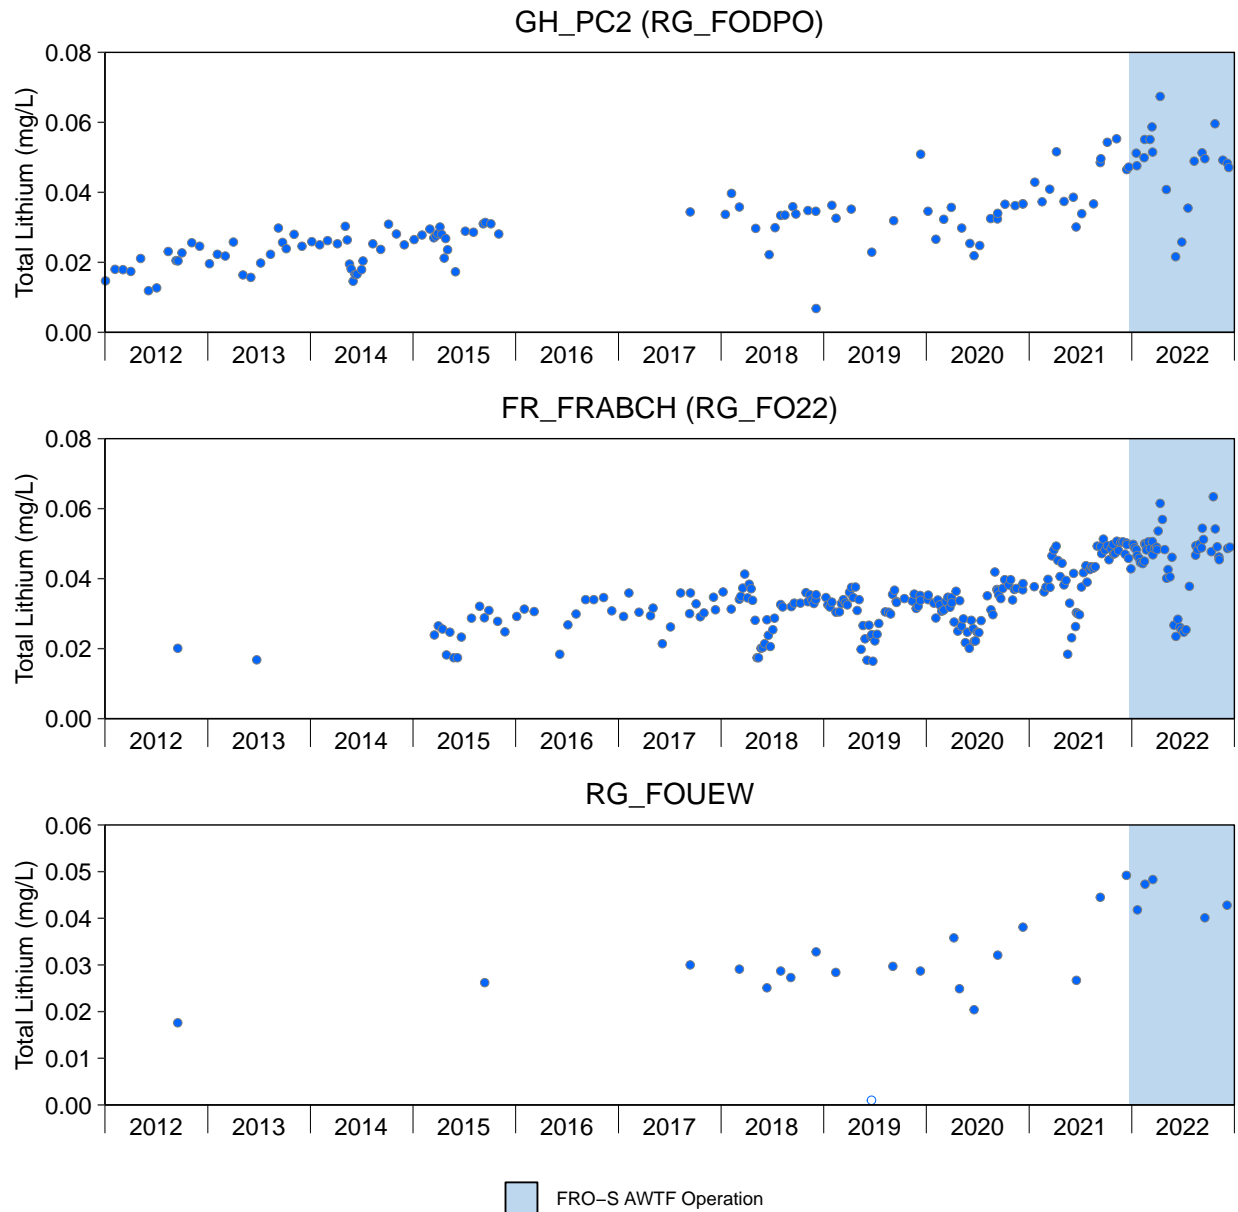 GH_PC2 (RG_FODPO)
Total Lithium (mg/L)
0.08
0.06
0.04
0.02
0.00
2012 2013 2014 2015 2016 2017 2018 2019 2020 2021 2022
FR_FRABCH (RG_FO22)
Total Lithium (mg/L)
0.08
0.06
0.04
0.02
0.00
2012 2013 2014 2015 2016 2017 2018 2019 2020 2021 2022
RG_FOUEW
Total Lithium (mg/L)
0.06
0.05
0.04
0.03
0.02
0.01
0.00
2012 2013 2014 2015 2016 2017 2018 2019 2020 2021 2022
FRO−S AWTF Operation